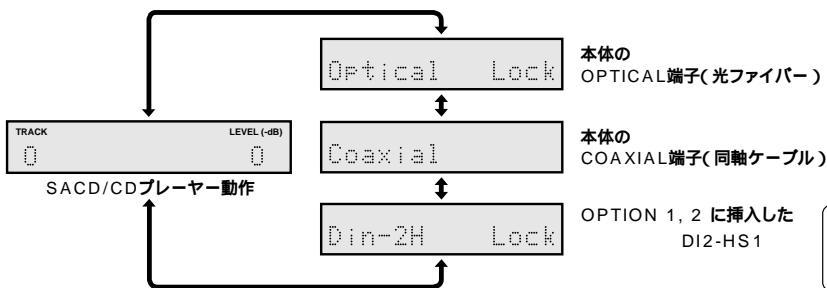 Optical Lock
本体の
OPTICAL端子(光ファイバー)
TRACK LEVEL (-dB)
0 0
SACD/CDプレーヤー動作
Coaxial
本体の
COAXIAL端子(同軸ケーブル)
Din-2H Lock
OPTION 1, 2 に挿入した
DI2-HS1